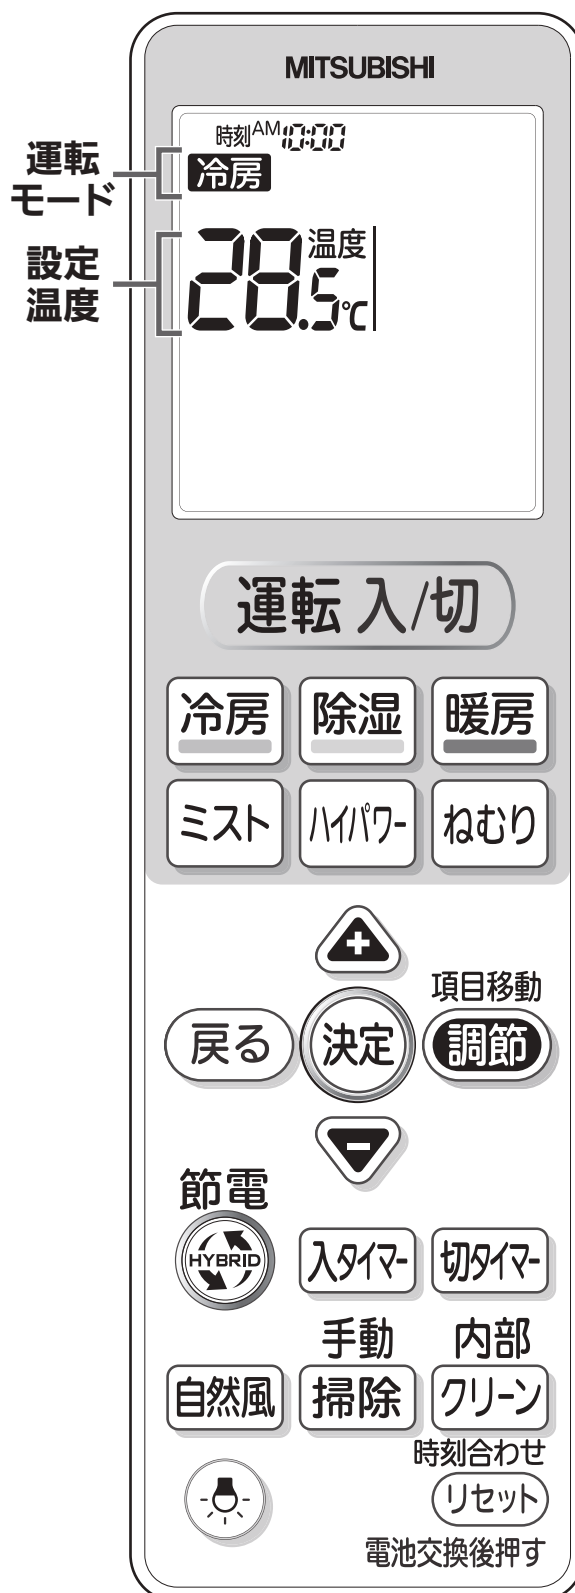 MITSUBISHI
時刻AM10:00
運転
モード
冷房
設定
温度
28.5℃ 温度
運転 入/切
冷房 除湿 暖房
ミスト ハイパワー ねむり
+
項目移動
戻る 決定 調節
-
節電
HYBRID 入タイマー 切タイマー
手動 内部
自然風 掃除 クリーン
時刻合わせ
リセット
電池交換後押す